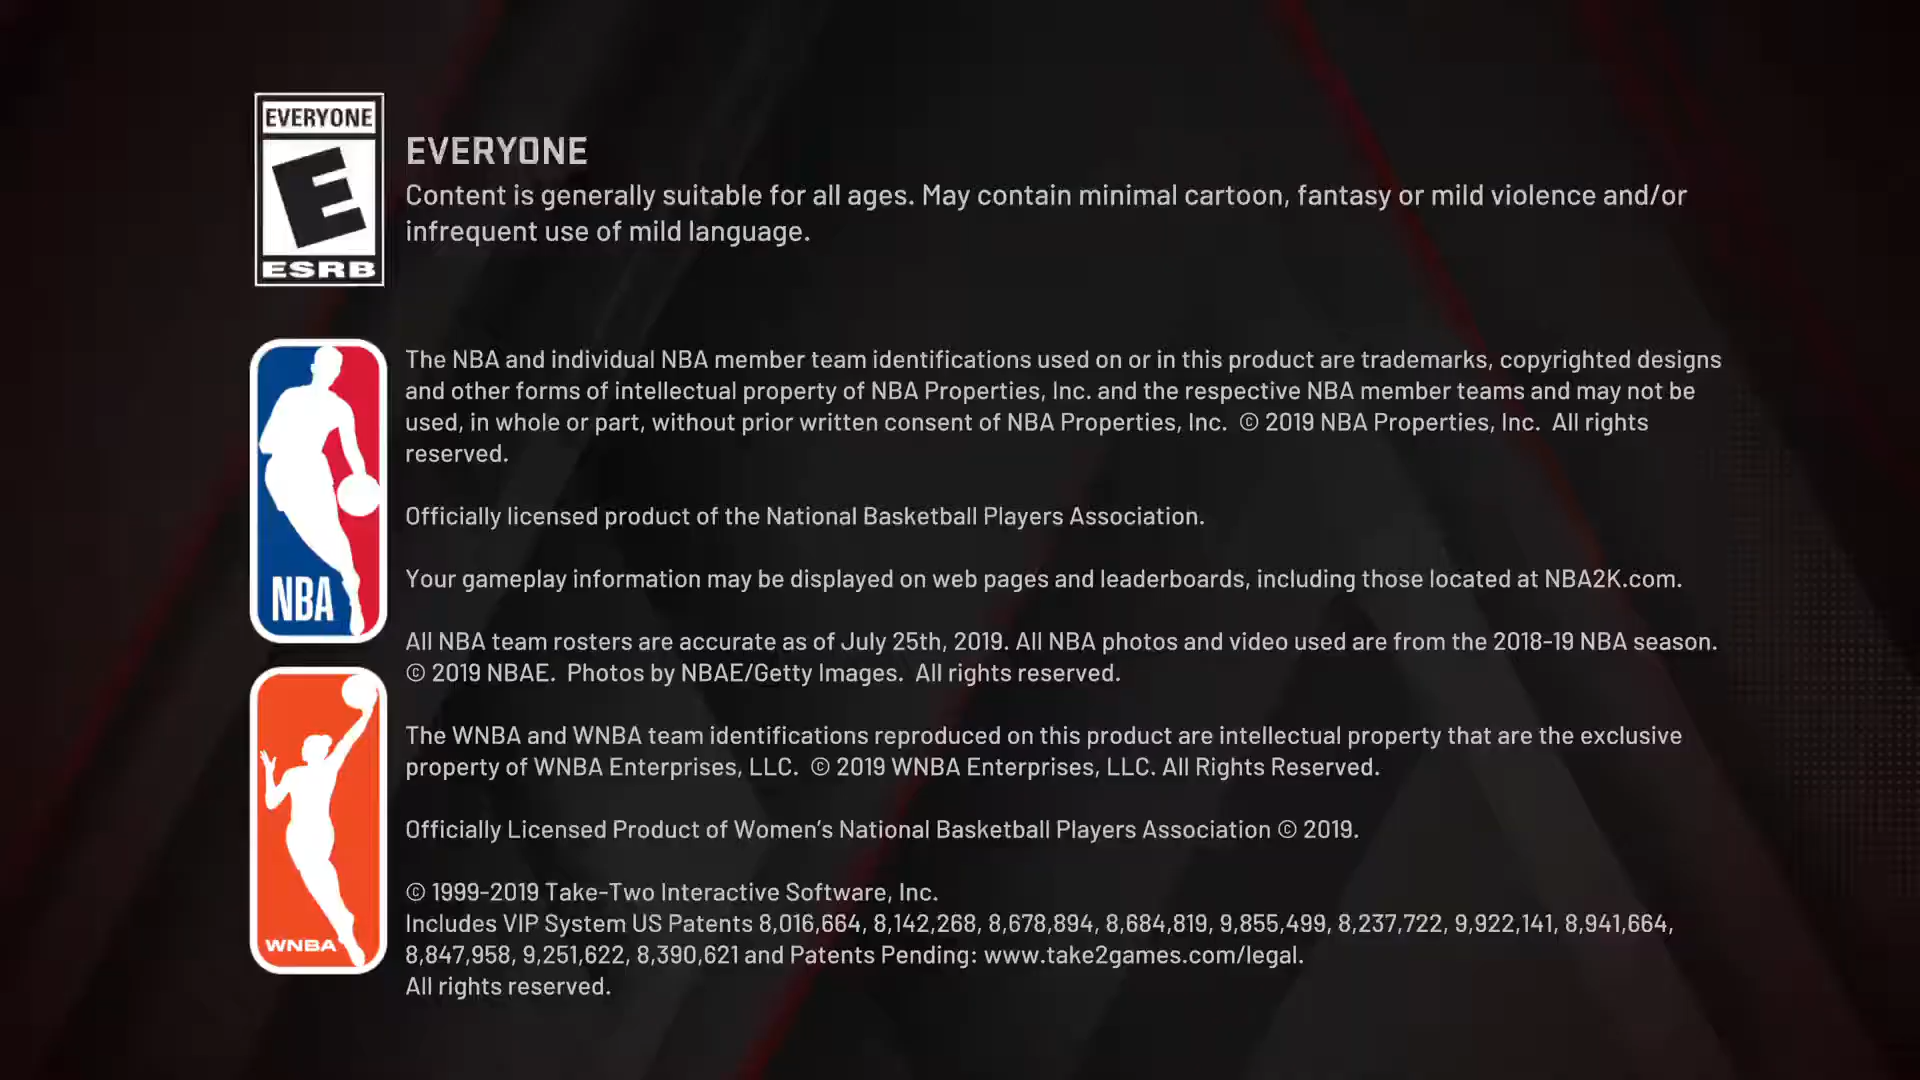 EVERYONE
E
ESRB
EVERYONE
Content is generally suitable for all ages. May contain minimal cartoon, fantasy or mild violence and/or
infrequent use of mild language.
The NBA and individual NBA member team identifications used on or in this product are trademarks, copyrighted designs
and other forms of intellectual property of NBA Properties, Inc. and the respective NBA member teams and may not be
used, in whole or part, without prior written consent of NBA Properties, Inc.  © 2019 NBA Properties, Inc.  All rights
reserved.
Officially licensed product of the National Basketball Players Association.
Your gameplay information may be displayed on web pages and leaderboards, including those located at NBA2K.com.
NBA
All NBA team rosters are accurate as of July 25th, 2019. All NBA photos and video used are from the 2018-19 NBA season.
© 2019 NBAE.  Photos by NBAE/Getty Images.  All rights reserved.
The WNBA and WNBA team identifications reproduced on this product are intellectual property that are the exclusive
property of WNBA Enterprises, LLC.  © 2019 WNBA Enterprises, LLC. All Rights Reserved.
Officially Licensed Product of Women's National Basketball Players Association © 2019.
© 1999-2019 Take-Two Interactive Software, Inc.
Includes VIP System US Patents 8,016,664, 8,142,268, 8,678,894, 8,684,819, 9,855,499, 8,237,722, 9,922,141, 8,941,664,
WNBA
8,847,958, 9,251,622, 8,390,621 and Patents Pending: www.take2games.com/legal.
All rights reserved.